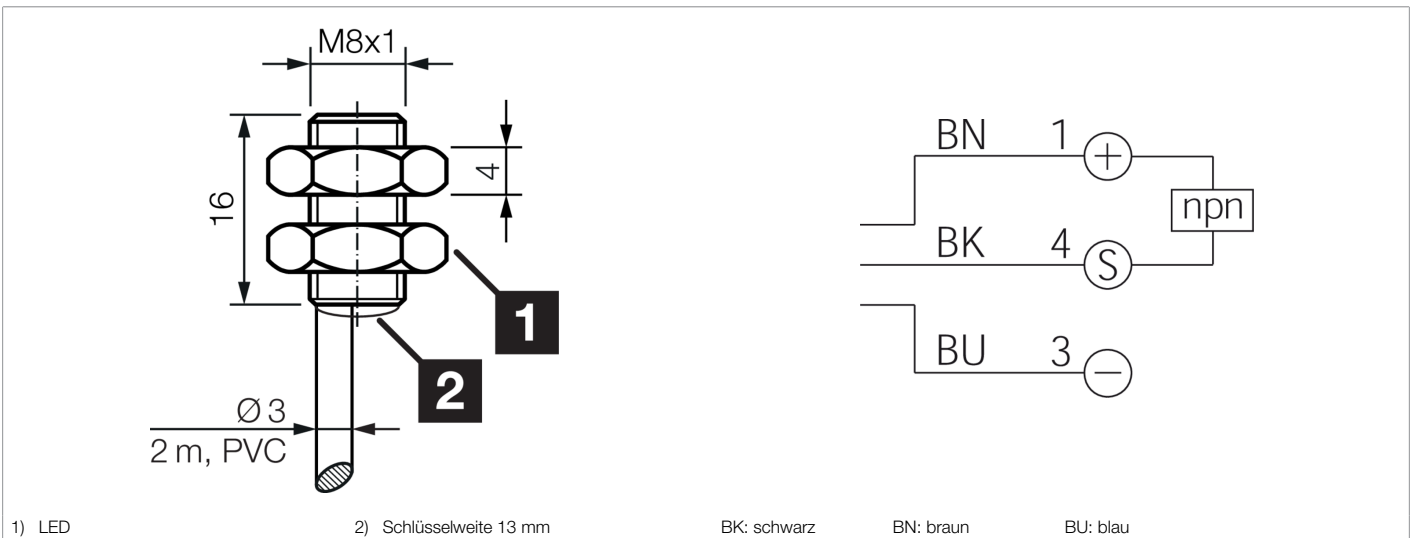 M8x1
16
4
1
2
Ø 3
2 m, PVC
BN 1 +
npn
BK 4 S
BU 3 −
1) LED 2) Schlüsselweite 13 mm BK: schwarz BN: braun BU: blau